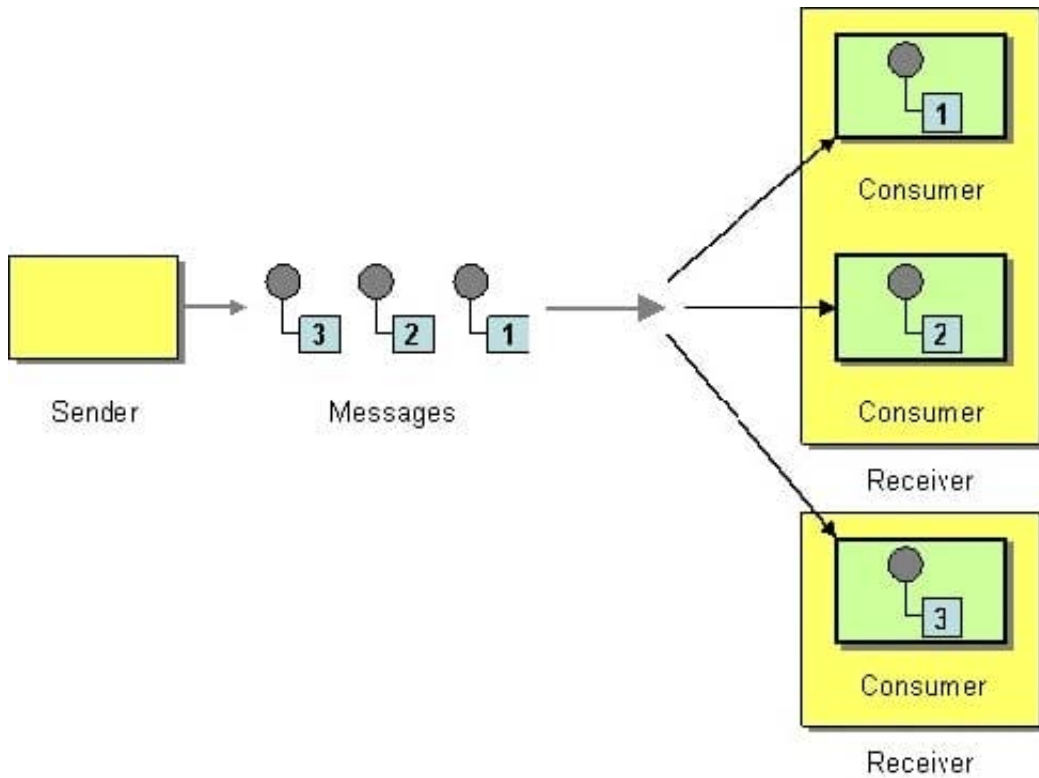 1
Consumer
2
Consumer
Receiver
3 2 1
Sender Messages
3
Consumer
Receiver